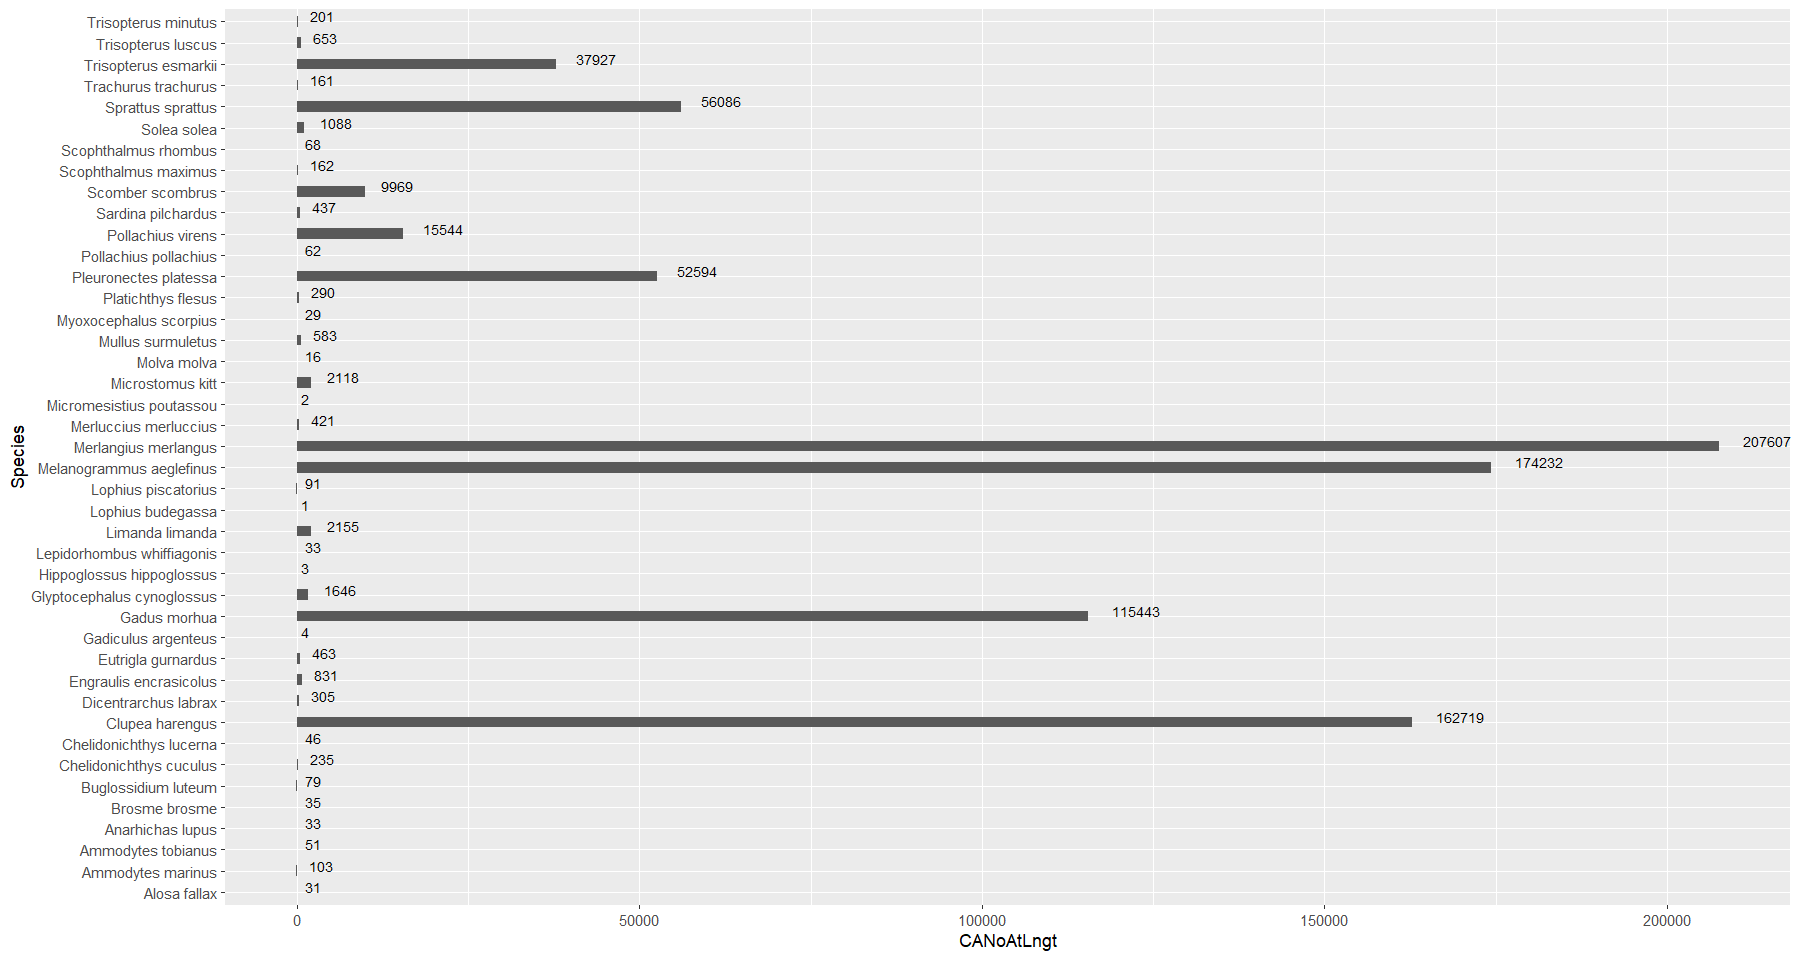 Species
Trisopterus minutus 201
Trisopterus luscus 653
Trisopterus esmarkii 37927
Trachurus trachurus 161
Sprattus sprattus 56086
Solea solea 1088
Scophthalmus rhombus 68
Scophthalmus maximus 162
Scomber scombrus 9969
Sardina pilchardus 437
Pollachius virens 15544
Pollachius pollachius 62
Pleuronectes platessa 52594
Platichthys flesus 290
Myoxocephalus scorpius 29
Mullus surmuletus 583
Molva molva 16
Microstomus kitt 2118
Micromesistius poutassou 2
Merluccius merluccius 421
Merlangius merlangus 207607
Melanogrammus aeglefinus 174232
Lophius piscatorius 91
Lophius budegassa 1
Limanda limanda 2155
Lepidorhombus whiffiagonis 33
Hippoglossus hippoglossus 3
Glyptocephalus cynoglossus 1646
Gadus morhua 115443
Gadiculus argenteus 4
Eutrigla gurnardus 463
Engraulis encrasicolus 831
Dicentrarchus labrax 305
Clupea harengus 162719
Chelidonichthys lucerna 46
Chelidonichthys cuculus 235
Buglossidium luteum 79
Brosme brosme 35
Anarhichas lupus 33
Ammodytes tobianus 51
Ammodytes marinus 103
Alosa fallax 31
0 50000 100000 150000 200000
CANoAtLngt